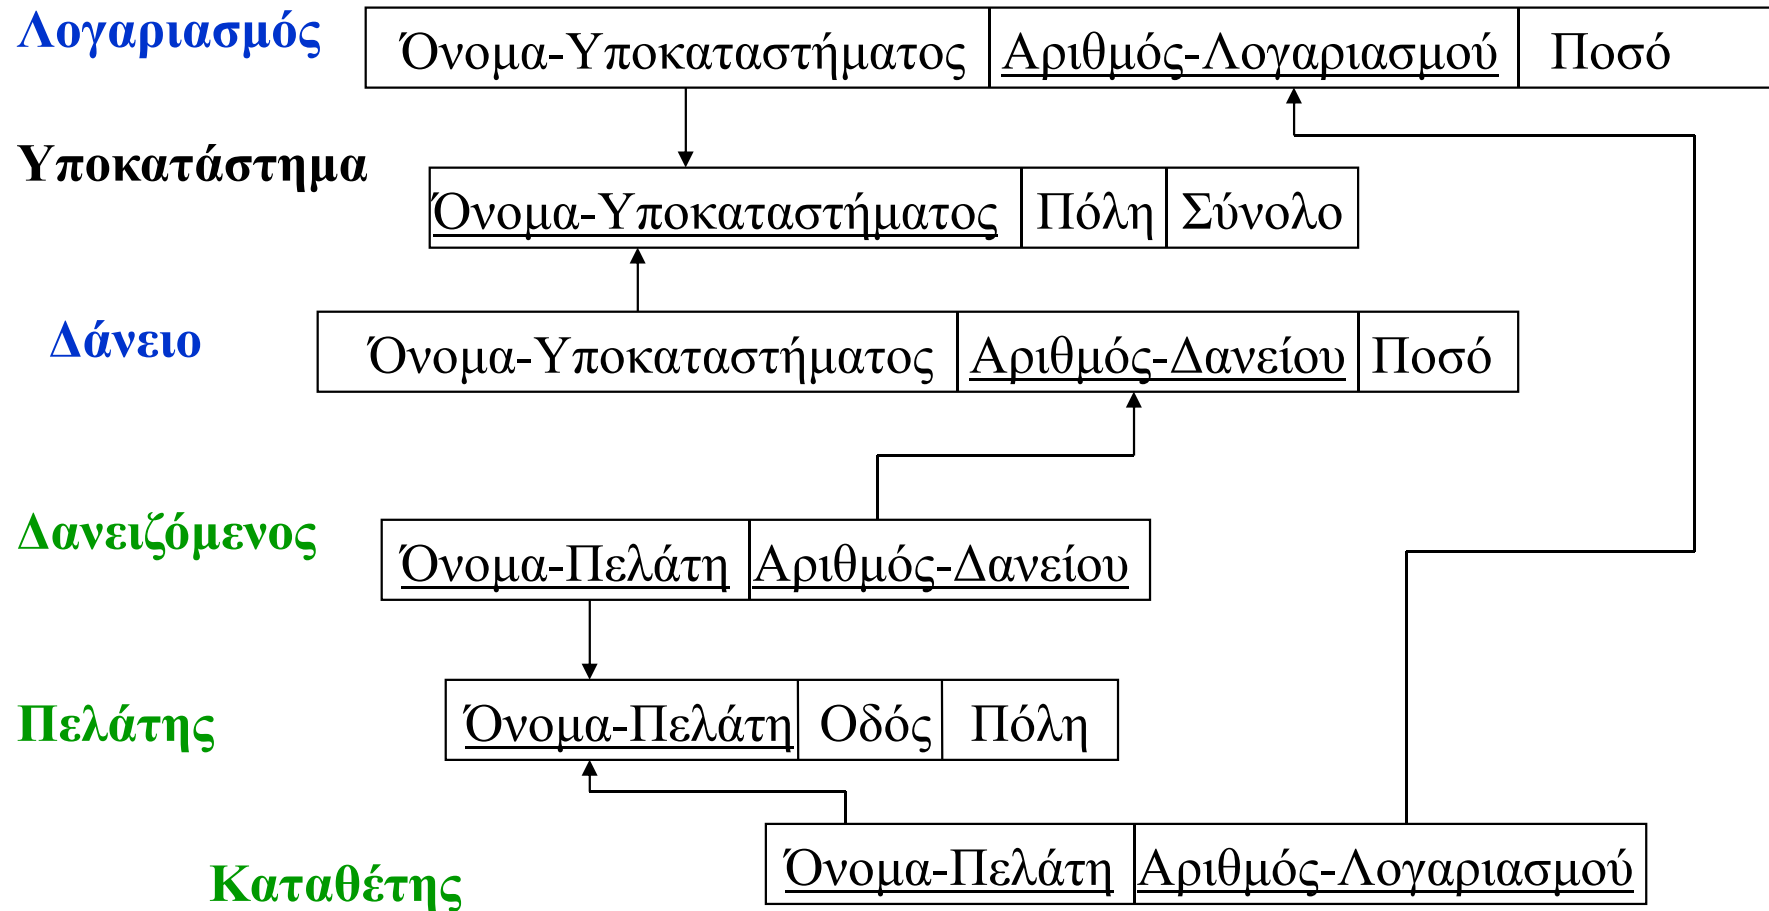 Λογαριασμός Όνομα-Υποκαταστήματος Αριθμός-Λογαριασμού Ποσό
Υποκατάστημα Όνομα-Υποκαταστήματος Πόλη Σύνολο
Δάνειο Όνομα-Υποκαταστήματος Αριθμός-Δανείου Ποσό
Δανειζόμενος Όνομα-Πελάτη Αριθμός-Δανείου
Πελάτης Όνομα-Πελάτη Οδός Πόλη
Καταθέτης Όνομα-Πελάτη Αριθμός-Λογαριασμού